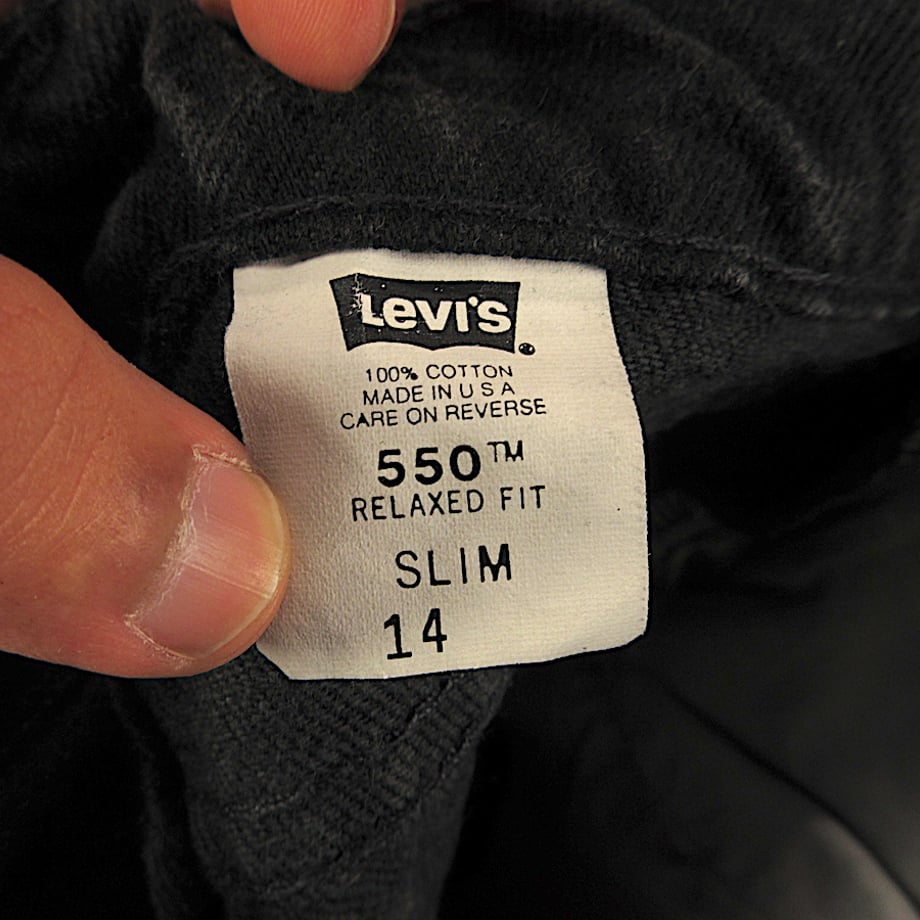 Levi's
100% COTTON
MADE IN U S A
CARE ON REVERSE
550™
RELAXED FIT
SLIM
14